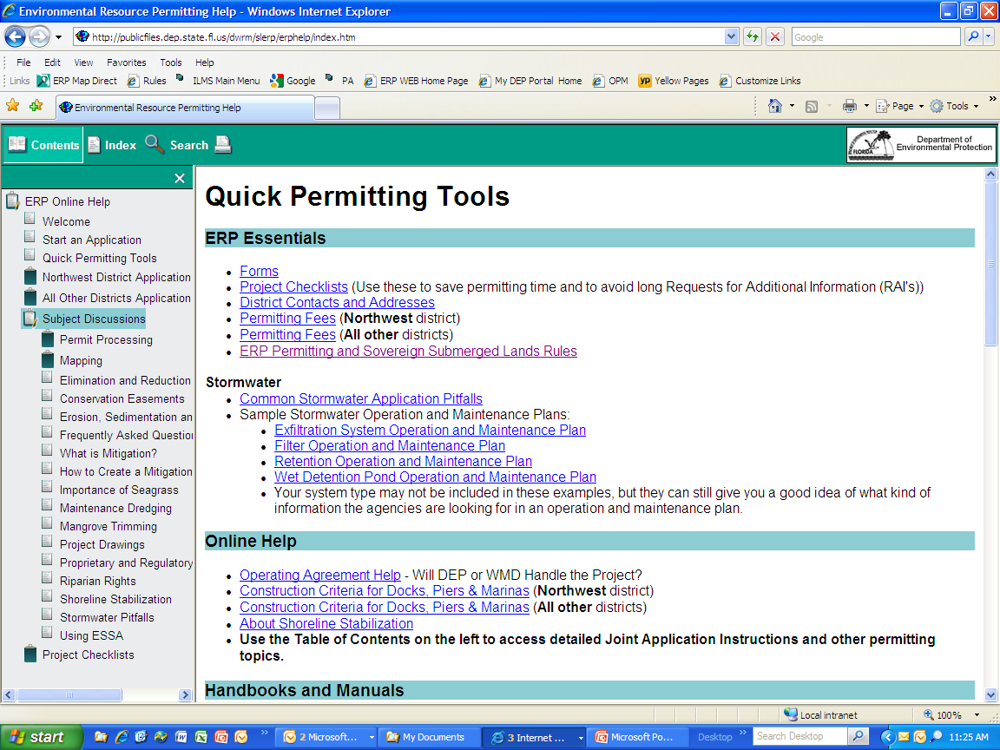 Environmental Resource Permitting Help - Windows Internet Explorer
http://publicfiles.dep.state.fl.us/dwrm/slerp/erphelp/index.htm
Google
File Edit View Favorites Tools Help
Links ERP Map Direct Rules ILMS Main Menu Google PA ERP WEB Home Page My DEP Portal Home OPM YP Yellow Pages Customize Links
Environmental Resource Permitting Help
Page Tools
Contents Index Search
FLORIDA
Department of
Environmental Protection
ERP Online Help
Welcome
Start an Application
Quick Permitting Tools
Northwest District Application
All Other Districts Application
Subject Discussions
Permit Processing
Mapping
Elimination and Reduction
Conservation Easements
Erosion, Sedimentation an
Frequently Asked Question
What is Mitigation?
How to Create a Mitigation
Importance of Seagrass
Maintenance Dredging
Mangrove Trimming
Project Drawings
Proprietary and Regulatory
Riparian Rights
Shoreline Stabilization
Stormwater Pitfalls
Using ESSA
Project Checklists
Quick Permitting Tools
ERP Essentials
Forms
Project Checklists (Use these to save permitting time and to avoid long Requests for Additional Information (RAI's))
District Contacts and Addresses
Permitting Fees (Northwest district)
Permitting Fees (All other districts)
ERP Permitting and Sovereign Submerged Lands Rules
Stormwater
Common Stormwater Application Pitfalls
Sample Stormwater Operation and Maintenance Plans:
Exfiltration System Operation and Maintenance Plan
Filter Operation and Maintenance Plan
Retention Operation and Maintenance Plan
Wet Detention Pond Operation and Maintenance Plan
Your system type may not be included in these examples, but they can still give you a good idea of what kind of
information the agencies are looking for in an operation and maintenance plan.
Online Help
Operating Agreement Help - Will DEP or WMD Handle the Project?
Construction Criteria for Docks, Piers & Marinas (Northwest district)
Construction Criteria for Docks, Piers & Marinas (All other districts)
About Shoreline Stabilization
Use the Table of Contents on the left to access detailed Joint Application Instructions and other permitting
topics.
Handbooks and Manuals
Local intranet 100%
start 2 Microsoft... My Documents 3 Internet ... Microsoft Po... Desktop Search Desktop 11:25 AM